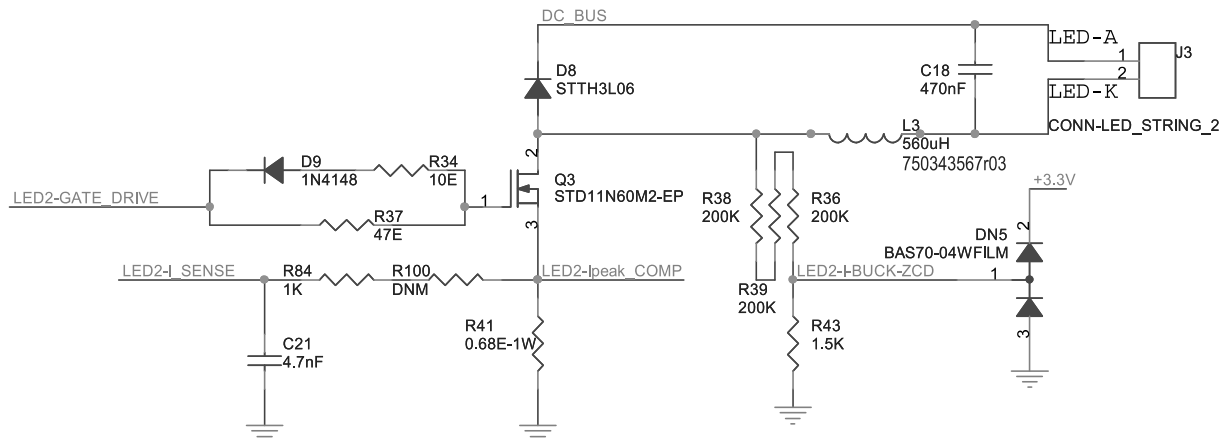 DC_BUS
LED-A
J3
1
D8
STTH3L06
C18
470nF
2
LED-K
CONN-LED_STRING_2
L3
560uH
750343567r03
D9
1N4148
R34
10E
2
Q3
STD11N60M2-EP
R38
200K
R36
200K
+3.3V
LED2-GATE_DRIVE
1
R37
47E
3
2
DN5
BAS70-04WFILM
LED2-I_SENSE
R84
1K
R100
DNM
LED2-Ipeak_COMP
R39
200K
LED2-I-BUCK-ZCD
1
R41
0.68E-1W
R43
1.5K
3
C21
4.7nF